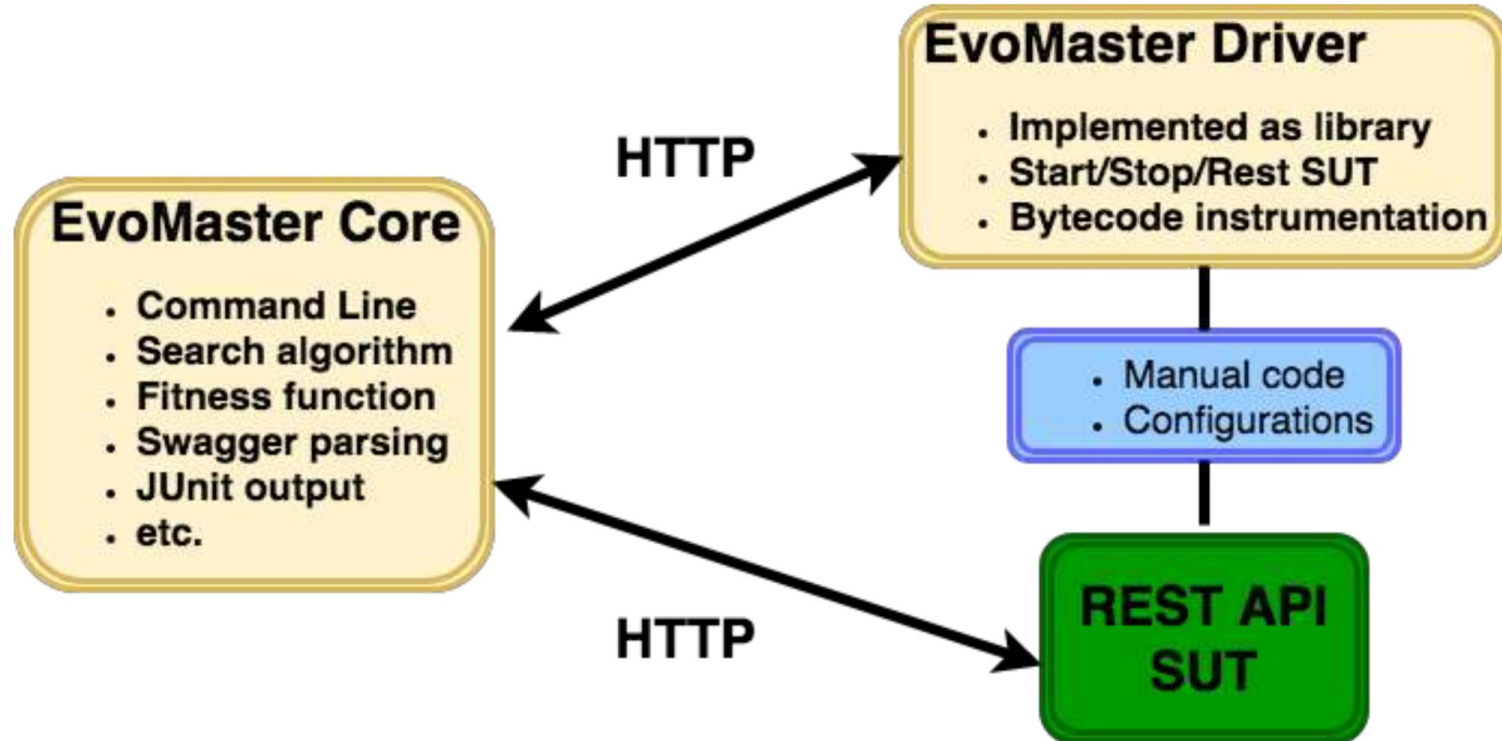 EvoMaster Driver
• Implemented as library
• Start/Stop/Rest SUT
• Bytecode instrumentation
HTTP
EvoMaster Core
• Command Line
• Search algorithm
• Fitness function
• Swagger parsing
• JUnit output
• etc.
• Manual code
• Configurations
HTTP
REST API
SUT